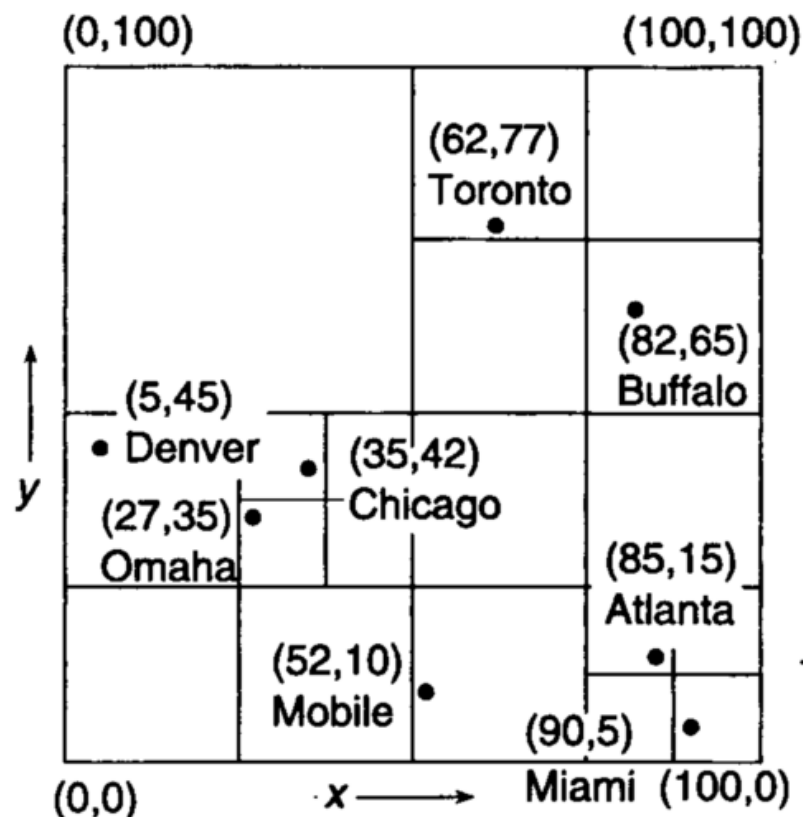 (0,100)
(100,100)
(62,77)
Toronto
(82,65)
Buffalo
(5,45)
Denver
(35,42)
Chicago
y
(27,35)
Omaha
(85,15)
Atlanta
(52,10)
Mobile
(90,5)
Miami
(0,0)
x
(100,0)